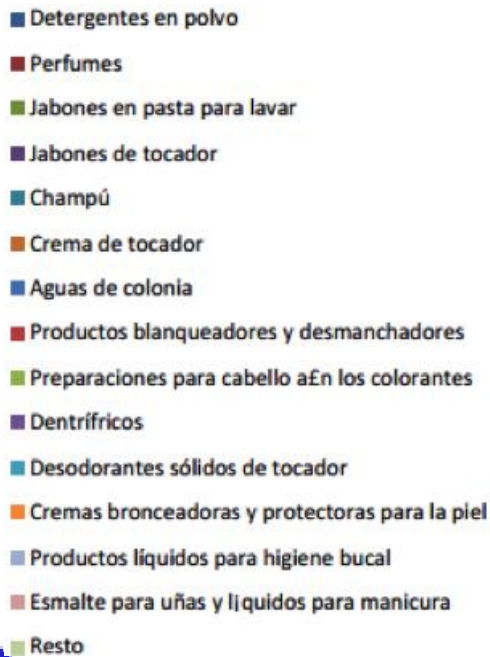 Detergentes en polvo
Perfumes
Jabones en pasta para lavar
Jabones de tocador
Champú
Crema de tocador
Aguas de colonia
Productos blanqueadores y desmanchadores
Preparaciones para cabello a£n los colorantes
Dentrífricos
Desodorantes sólidos de tocador
Cremas bronceadoras y protectoras para la piel
Productos líquidos para higiene bucal
Esmalte para uñas y l¡quidos para manicura
Resto